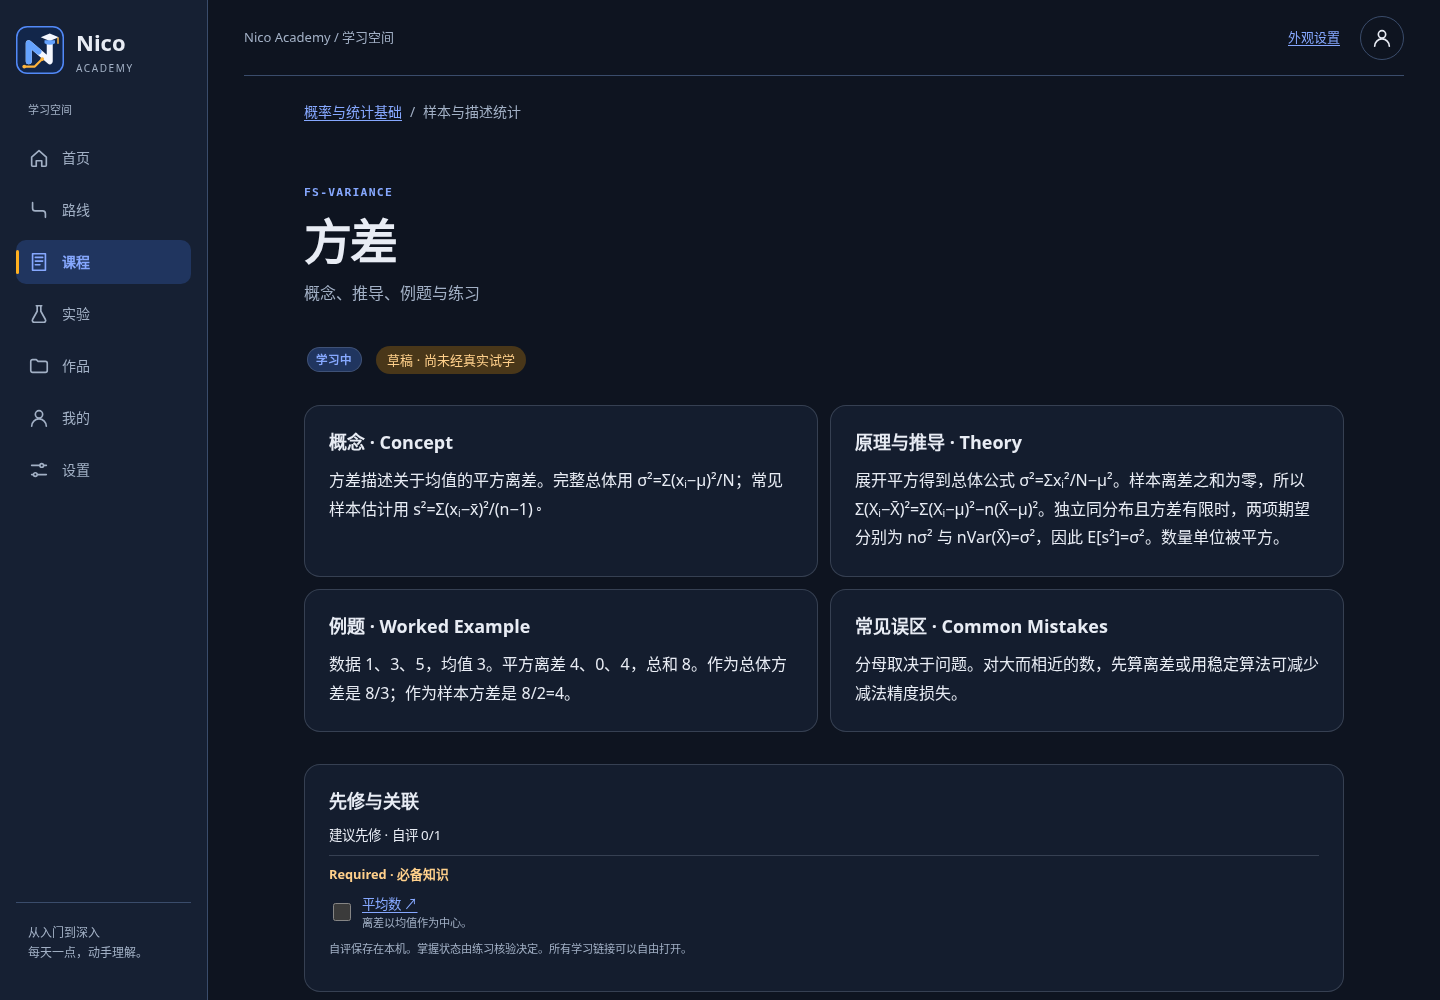 Nico
ACADEMY
学习空间
首页
路线
课程
实验
作品
我的
设置
从入门到深入
每天一点，动手理解。
Nico Academy / 学习空间
外观设置
概率与统计基础 / 样本与描述统计
FS-VARIANCE
方差
概念、推导、例题与练习
学习中
草稿 · 尚未经真实试学
概念 · Concept
方差描述关于均值的平方离差。完整总体用 σ²=Σ(xᵢ−μ)²/N；常见
样本估计用 s²=Σ(xᵢ−x̄)²/(n−1)。
原理与推导 · Theory
展开平方得到总体公式 σ²=Σxᵢ²/N−μ²。样本离差之和为零，所以
Σ(Xᵢ−X̄)²=Σ(Xᵢ−μ)²−n(X̄−μ)²。独立同分布且方差有限时，两项期望
分别为 nσ² 与 nVar(X̄)=σ²，因此 E[s²]=σ²。数量单位被平方。
例题 · Worked Example
数据 1、3、5，均值 3。平方离差 4、0、4，总和 8。作为总体方
差是 8/3；作为样本方差是 8/2=4。
常见误区 · Common Mistakes
分母取决于问题。对大而相近的数，先算离差或用稳定算法可减少
减法精度损失。
先修与关联
建议先修 · 自评 0/1
Required · 必备知识
平均数 ↗
离差以均值作为中心。
自评保存在本机。掌握状态由练习核验决定。所有学习链接可以自由打开。